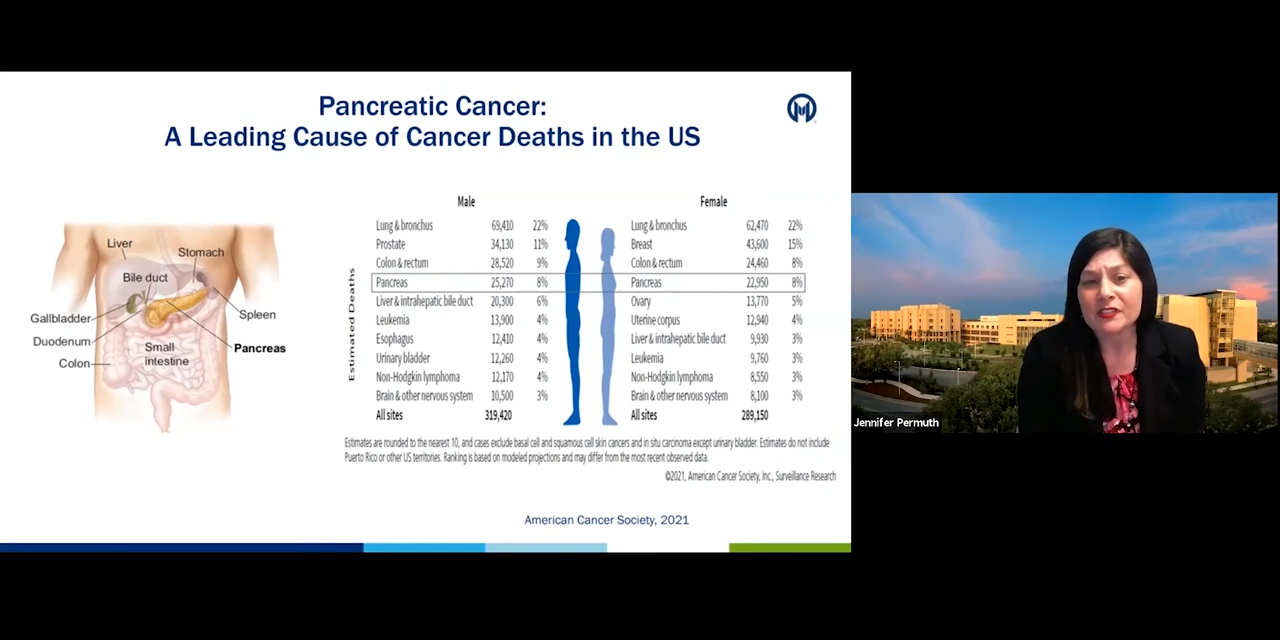 Pancreatic Cancer:
A Leading Cause of Cancer Deaths in the US
Liver
Stomach
Bile duct
Gallbladder
Spleen
Duodenum
Small
intestine
Pancreas
Colon
Estimated Deaths
Male
Lung & bronchus 69,410 22%
Prostate 34,130 11%
Colon & rectum 28,520 9%
Pancreas 25,270 8%
Liver & intrahepatic bile duct 20,300 6%
Leukemia 13,900 4%
Esophagus 12,410 4%
Urinary bladder 12,260 4%
Non-Hodgkin lymphoma 12,170 4%
Brain & other nervous system 10,500 3%
All sites 319,420
Female
Lung & bronchus 62,470 22%
Breast 43,600 15%
Colon & rectum 24,460 8%
Pancreas 22,950 8%
Ovary 13,770 5%
Uterine corpus 12,940 4%
Liver & intrahepatic bile duct 9,930 3%
Leukemia 9,760 3%
Non-Hodgkin lymphoma 8,550 3%
Brain & other nervous system 8,100 3%
All sites 289,150
Estimates are rounded to the nearest 10, and cases exclude basal cell and squamous cell skin cancers and in situ carcinoma except urinary bladder. Estimates do not include
Puerto Rico or other US territories. Ranking is based on modeled projections and may differ from the most recent observed data.
©2021, American Cancer Society, Inc., Surveillance Research
American Cancer Society, 2021
Jennifer Permuth